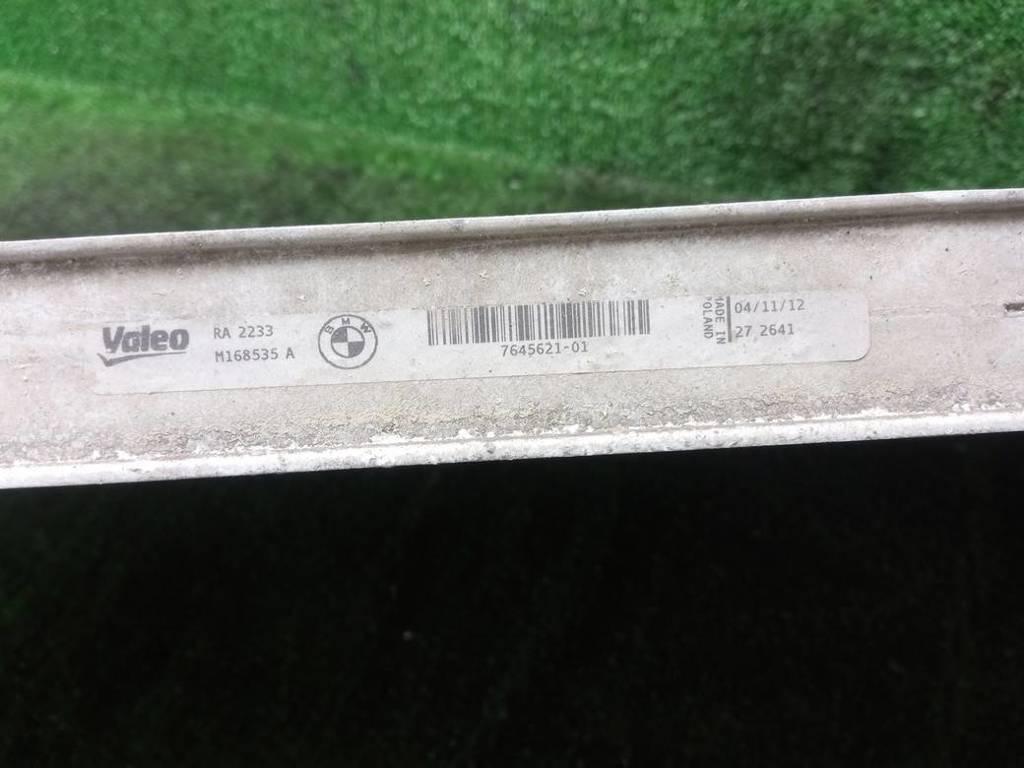 Valeo
RA 2233
M168535 A
BMW
7645621-01
MADE IN
POLAND
04/11/12
27 2641